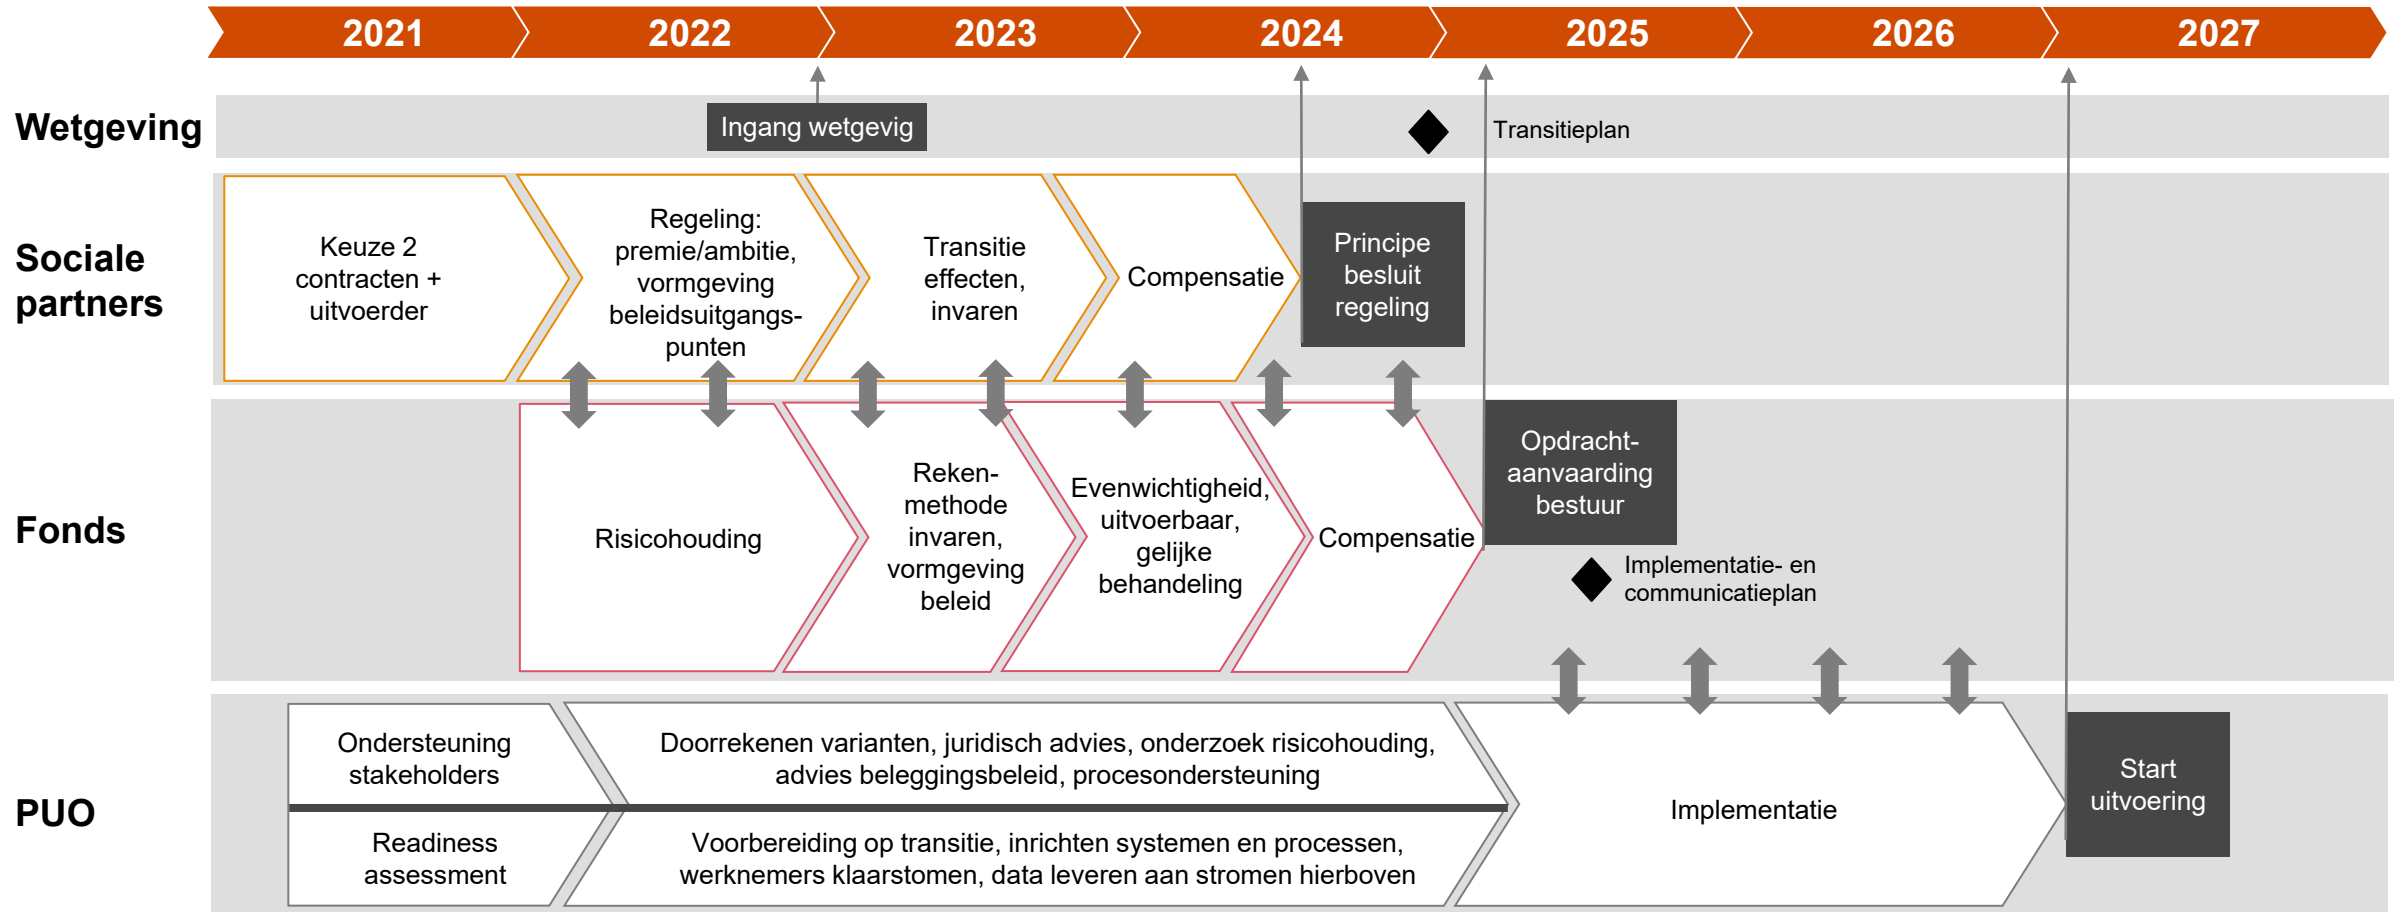 2021
2022
2023
2024
2025
2026
2027
Wetgeving
Ingang wetgevig
Transitieplan
Sociale
partners
Keuze 2
contracten +
uitvoerder
Regeling:
premie/ambitie,
vormgeving
beleidsuitgangs-
punten
Transitie
effecten,
invaren
Compensatie
Principe
besluit
regeling
Fonds
Risicohouding
Reken-
methode
invaren,
vormgeving
beleid
Evenwichtigheid,
uitvoerbaar,
gelijke
behandeling
Compensatie
Opdracht-
aanvaarding
bestuur
Implementatie- en
communicatieplan
PUO
Ondersteuning
stakeholders
Doorrekenen varianten, juridisch advies, onderzoek risicohouding,
advies beleggingsbeleid, procesondersteuning
Readiness
assessment
Voorbereiding op transitie, inrichten systemen en processen,
werknemers klaarstomen, data leveren aan stromen hierboven
Implementatie
Start
uitvoering